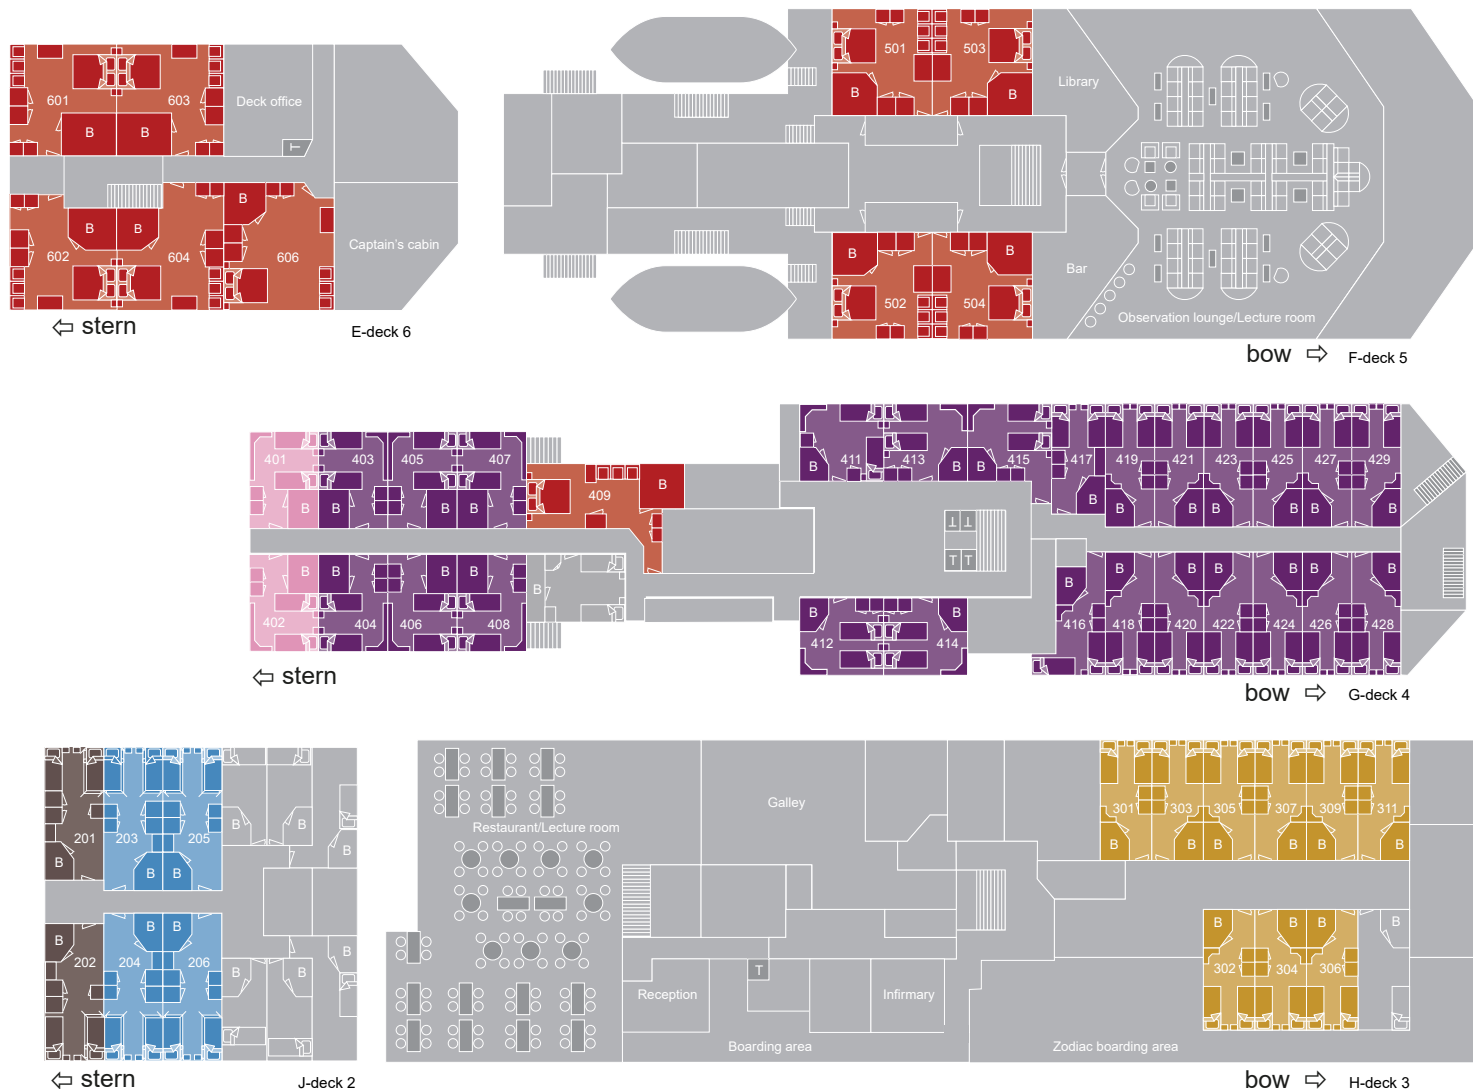 601
603
Deck office
B
B
T
B
B
B
602
604
606
Captain's cabin
⇦ stern
E-deck 6
501
503
B
B
Library
B
B
502
504
Bar
Observation lounge/Lecture room
bow ⇨
F-deck 5
401
403
405
407
B
B
B
B
409
B
411
413
415
417
419
421
423
425
427
429
B
B
B
B
B
B
B
B
B
B
T T
T T
B
B
B
B
B
402
404
406
408
B
B
412
414
B
B
B
B
B
B
B
416
418
420
422
424
426
428
⇦ stern
bow ⇨
G-deck 4
201
203
205
B
B
B
B
B
B
B
B
B
B
B
B
202
204
206
⇦ stern
J-deck 2
Restaurant/Lecture room
Galley
301
303
305
307
309
311
B
B
B
B
B
B
B
B
B
B
302
304
306
T
Reception
Infirmary
Boarding area
Zodiac boarding area
bow ⇨
H-deck 3